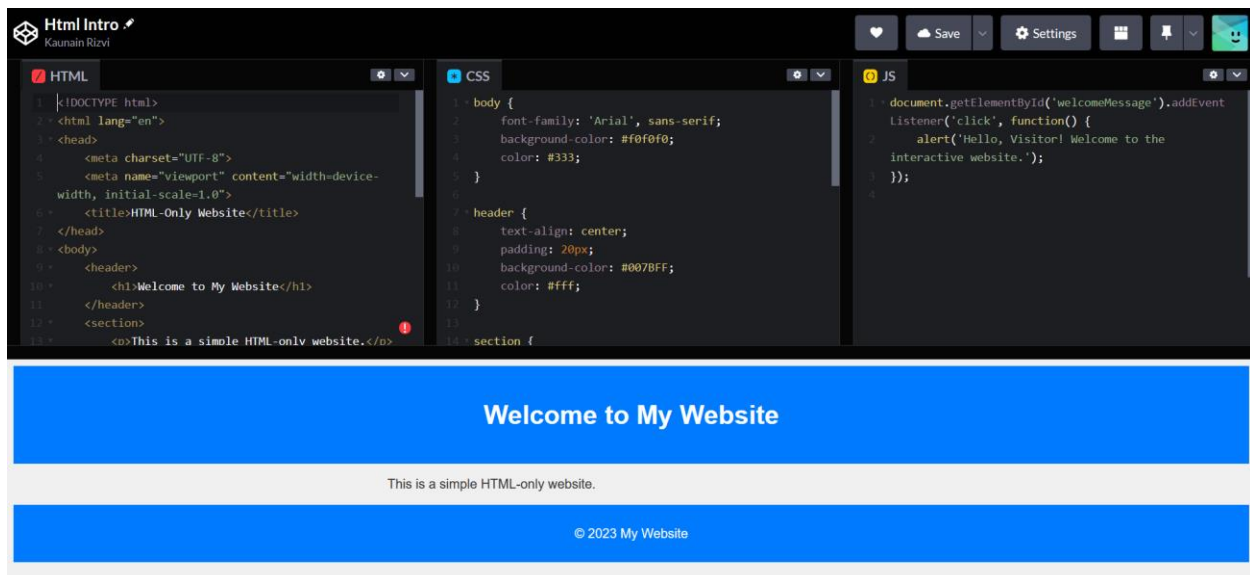 Html Intro
Kaunain Rizvi
Save
Settings
HTML
1 <!DOCTYPE html>
2 <html lang="en">
3 <head>
4 <meta charset="UTF-8">
5 <meta name="viewport" content="width=device-
width, initial-scale=1.0">
6 <title>HTML-Only Website</title>
7 </head>
8 <body>
9 <header>
10 <h1>Welcome to My Website</h1>
11 </header>
12 <section>
13 <p>This is a simple HTML-only website.</p>
CSS
1 body {
2 font-family: 'Arial', sans-serif;
3 background-color: #f0f0f0;
4 color: #333;
5 }
6
7 header {
8 text-align: center;
9 padding: 20px;
10 background-color: #007BFF;
11 color: #fff;
12 }
13
14 section {
JS
1 document.getElementById('welcomeMessage').addEvent
Listener('click', function() {
2 alert('Hello, Visitor! Welcome to the
interactive website.');
3 });
4
Welcome to My Website
This is a simple HTML-only website.
© 2023 My Website